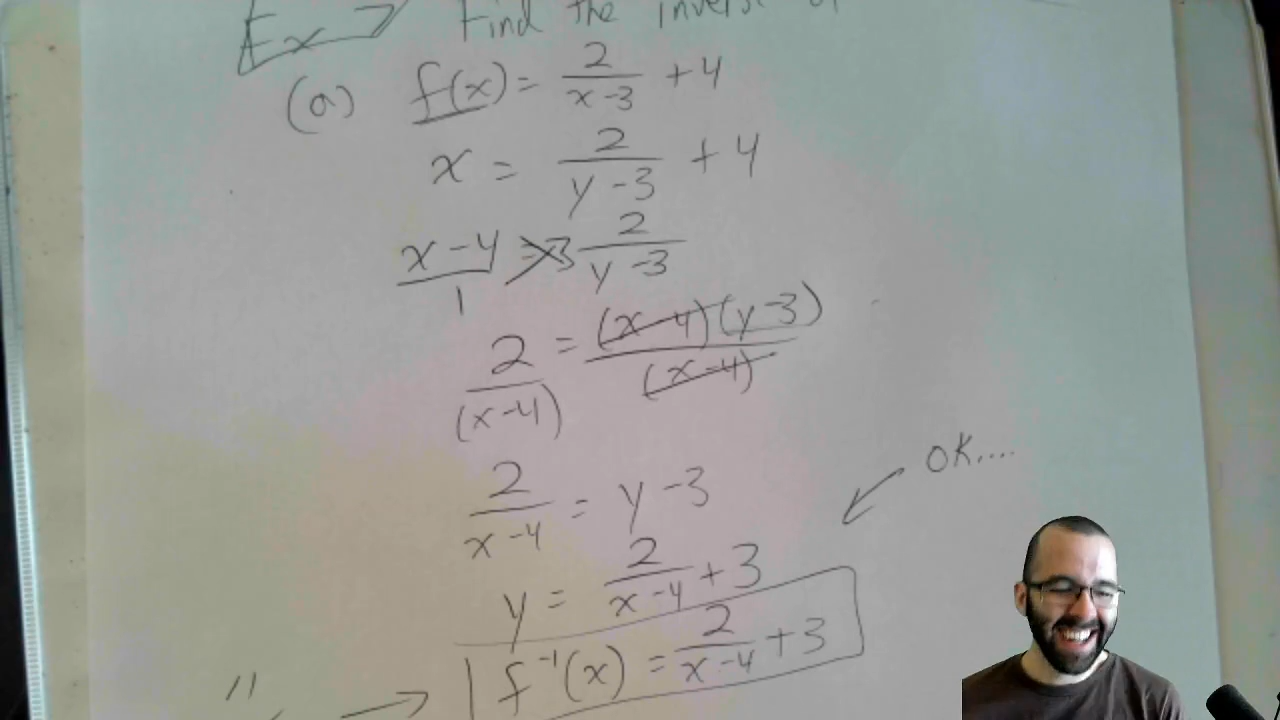 Ex Find the inverse of
(a) f(x) = 2/(x-3) + 4
x = 2/(y-3) + 4
(x-4)/1 = 2/(y-3)
2/(x-4) = (x-4)(y-3)/(x-4)
2/(x-4) = y-3
OK....
y = 2/(x-4) + 3
f⁻¹(x) = 2/(x-4) + 3